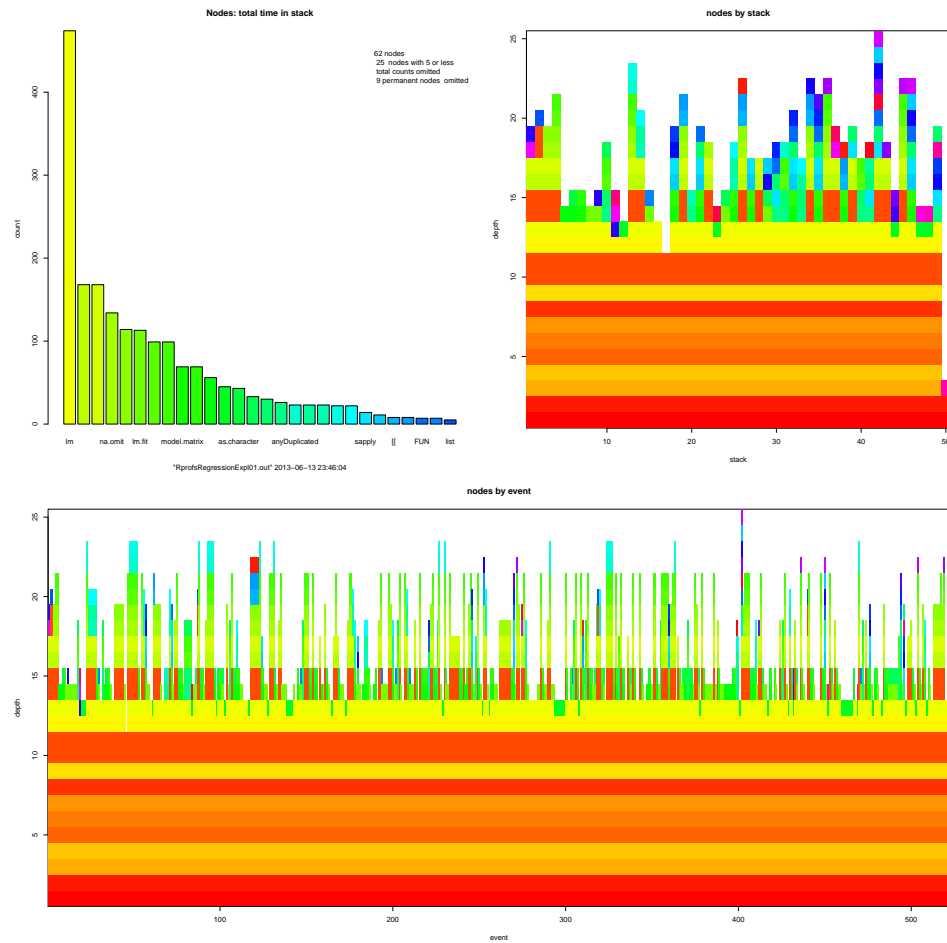 Nodes: total time in stack
62 nodes
25 nodes with 5 or less
total counts omitted
9 permanent nodes omitted
count
0
100
200
300
400
lm
na.omit
lm.fit
model.matrix
as.character
anyDuplicated
sapply
[[
FUN
list
"RprofsRegressionExpl01.out" 2013-06-13 23:46:04
nodes by stack
depth
5
10
15
20
25
10
20
30
40
50
stack
nodes by event
depth
5
10
15
20
25
100
200
300
400
500
event